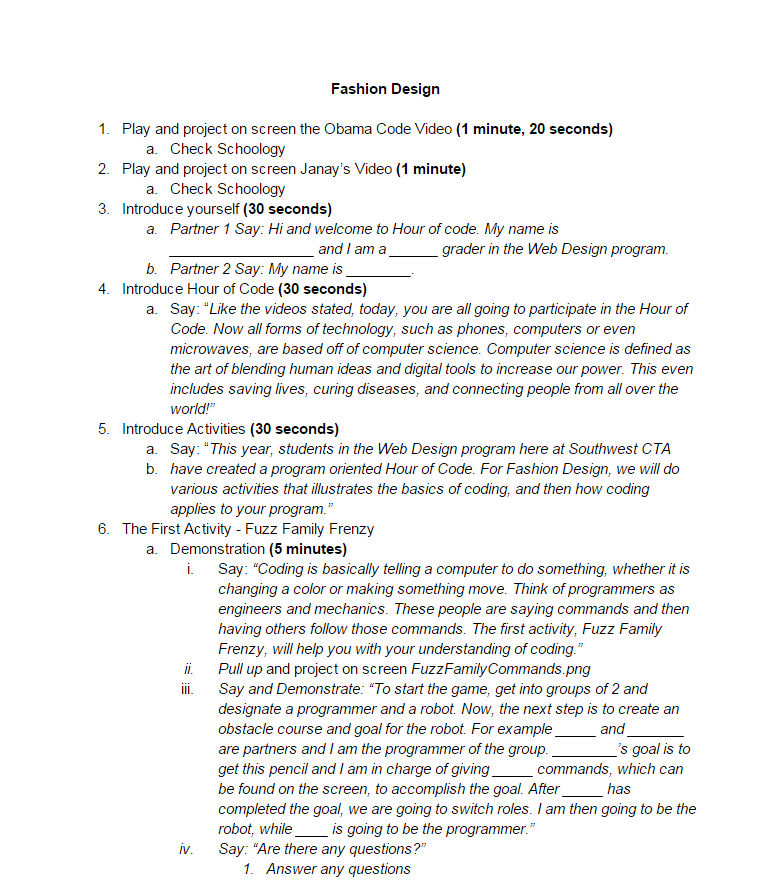 Fashion Design
1. Play and project on screen the Obama Code Video (1 minute, 20 seconds)
a. Check Schoology
2. Play and project on screen Janay's Video (1 minute)
a. Check Schoology
3. Introduce yourself (30 seconds)
a. Partner 1 Say: Hi and welcome to Hour of code. My name is
__________________ and I am a ______ grader in the Web Design program.
b. Partner 2 Say: My name is ________.
4. Introduce Hour of Code (30 seconds)
a. Say: “Like the videos stated, today, you are all going to participate in the Hour of
Code. Now all forms of technology, such as phones, computers or even
microwaves, are based off of computer science. Computer science is defined as
the art of blending human ideas and digital tools to increase our power. This even
includes saving lives, curing diseases, and connecting people from all over the
world!”
5. Introduce Activities (30 seconds)
a. Say: “This year, students in the Web Design program here at Southwest CTA
b. have created a program oriented Hour of Code. For Fashion Design, we will do
various activities that illustrates the basics of coding, and then how coding
applies to your program.”
6. The First Activity - Fuzz Family Frenzy
a. Demonstration (5 minutes)
i. Say: “Coding is basically telling a computer to do something, whether it is
changing a color or making something move. Think of programmers as
engineers and mechanics. These people are saying commands and then
having others follow those commands. The first activity, Fuzz Family
Frenzy, will help you with your understanding of coding.”
ii. Pull up and project on screen FuzzFamilyCommands.png
iii. Say and Demonstrate: “To start the game, get into groups of 2 and
designate a programmer and a robot. Now, the next step is to create an
obstacle course and goal for the robot. For example _____ and _______
are partners and I am the programmer of the group. ________'s goal is to
get this pencil and I am in charge of giving _____ commands, which can
be found on the screen, to accomplish the goal. After _____ has
completed the goal, we are going to switch roles. I am then going to be the
robot, while ____ is going to be the programmer.”
iv. Say: “Are there any questions?”
1. Answer any questions